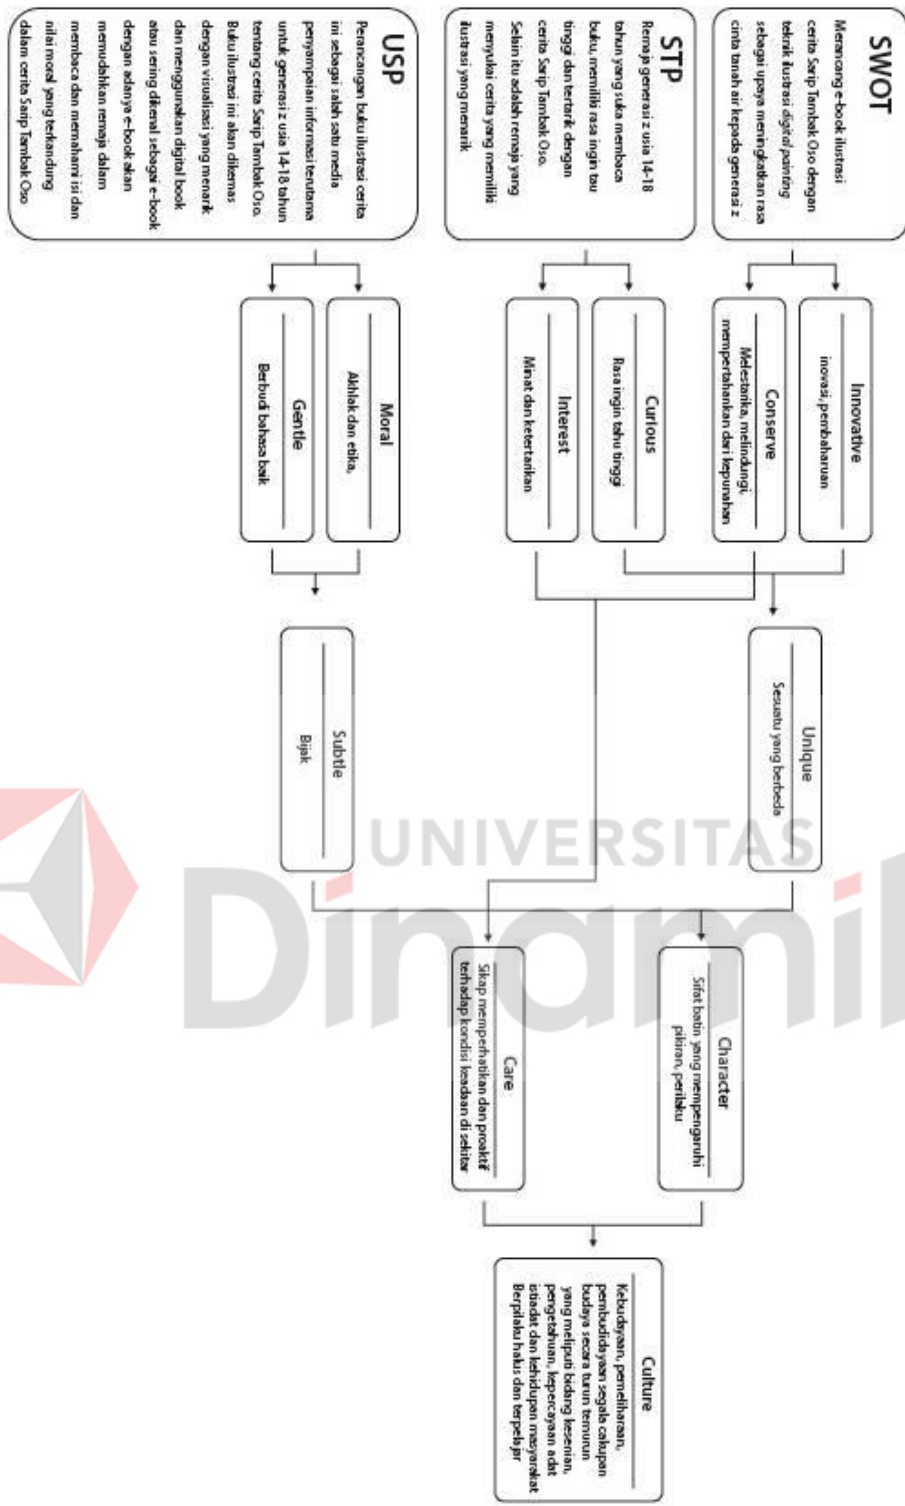 SWOT
Merancang e-book ilustrasi
cerita Sarip Tambak Oso dengan
teknik ilustrasi digital painting
sebagai upaya meningkatkan rasa
cinta tanah air kepada generasi z
STP
Remaja generasi z usia 14-18
tahun yang suka membaca
buku, memiliki rasa ingin tau
tinggi dan tertarik dengan
cerita Sarip Tambak Oso.
Selain itu adalah remaja yang
menyukai cerita yang memiliki
ilustrasi yang menarik
USP
Perancangan buku ilustrasi cerita
ini sebagai salah satu media
penyampaian informasi terutama
untuk generasi z usia 14-18 tahun
tentang cerita Sarip Tambak Oso.
Buku ilustrasi ini akan dikemas
dengan visualisasi yang menarik
dan menggunakan digital book
atau sering dikenal sebagai e-book
dengan adanya e-book akan
memudahkan remaja dalam
membaca dan memahami isi dan
nilai moral yang terkandung
dalam cerita Sarip Tambak Oso
Innovative
inovasi, pembaharuan
Conserve
Melestarika, melindungi,
mempertahankan dari kepunahan
Curious
Rasa ingin tahu tinggi
Interest
Minat dan ketertarikan
Moral
Akhlak dan etika,
Gentle
Berbudi bahasa baik
Unique
Sesuatu yang berbeda
Subtle
Bijak
Character
Sifat batin yang mempengaruhi
pikiran, perilaku
Care
Sikap memperhatikan dan proaktif
terhadap kondisi keadaan di sekitar
Culture
Kebudayaan, pemeliharaan,
pembudidayaan segala cakupan
budaya secara turun temurun
yang meliputi bidang kesenian,
pengetahuan, kepercayaan adat
istiadat dan kehidupan masyarakat
Berpilaku halus dan terpelajar
UNIVERSITAS
Dinamik